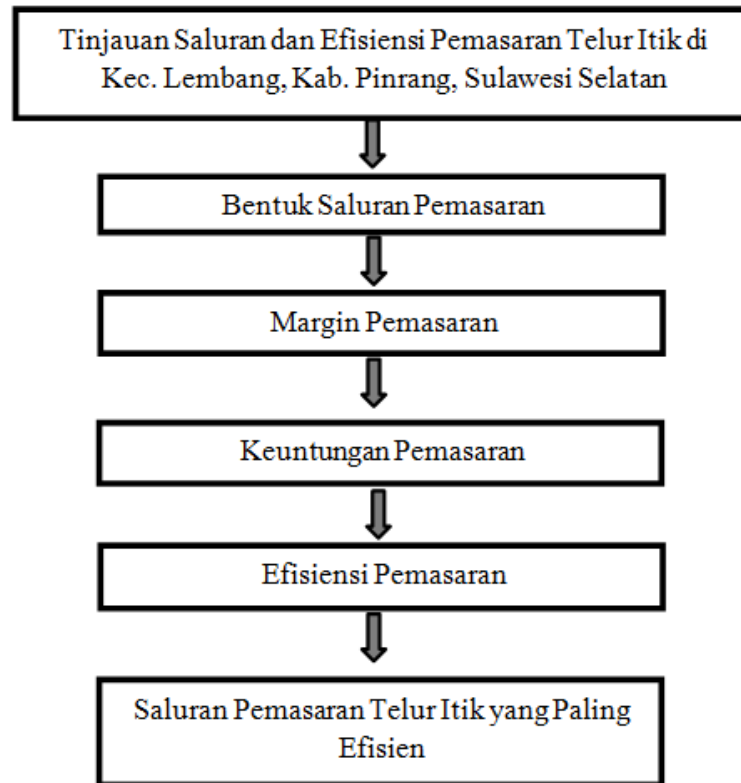 Tinjauan Saluran dan Efisiensi Pemasaran Telur Itik di
Kec. Lembang, Kab. Pinrang, Sulawesi Selatan
Bentuk Saluran Pemasaran
Margin Pemasaran
Keuntungan Pemasaran
Efisiensi Pemasaran
Saluran Pemasaran Telur Itik yang Paling
Efisien